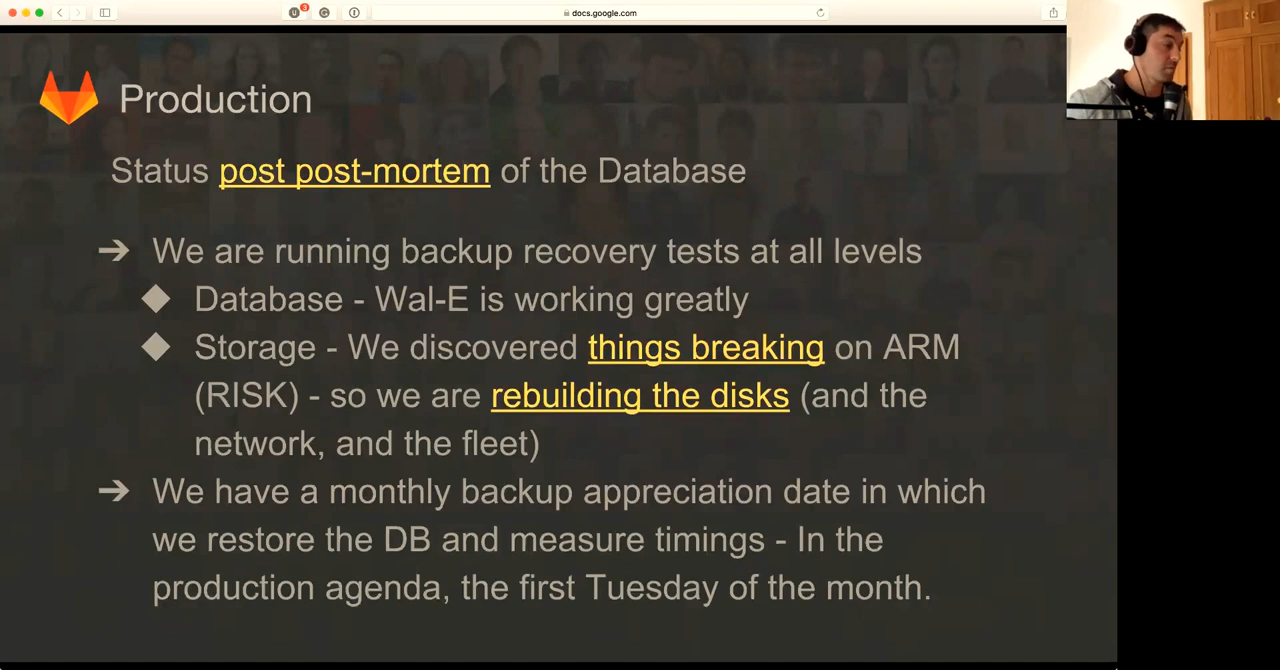 docs.google.com
3
Production
Status post post-mortem of the Database
➔ We are running backup recovery tests at all levels
◆ Database - Wal-E is working greatly
◆ Storage - We discovered things breaking on ARM
(RISK) - so we are rebuilding the disks (and the
network, and the fleet)
➔ We have a monthly backup appreciation date in which
we restore the DB and measure timings - In the
production agenda, the first Tuesday of the month.